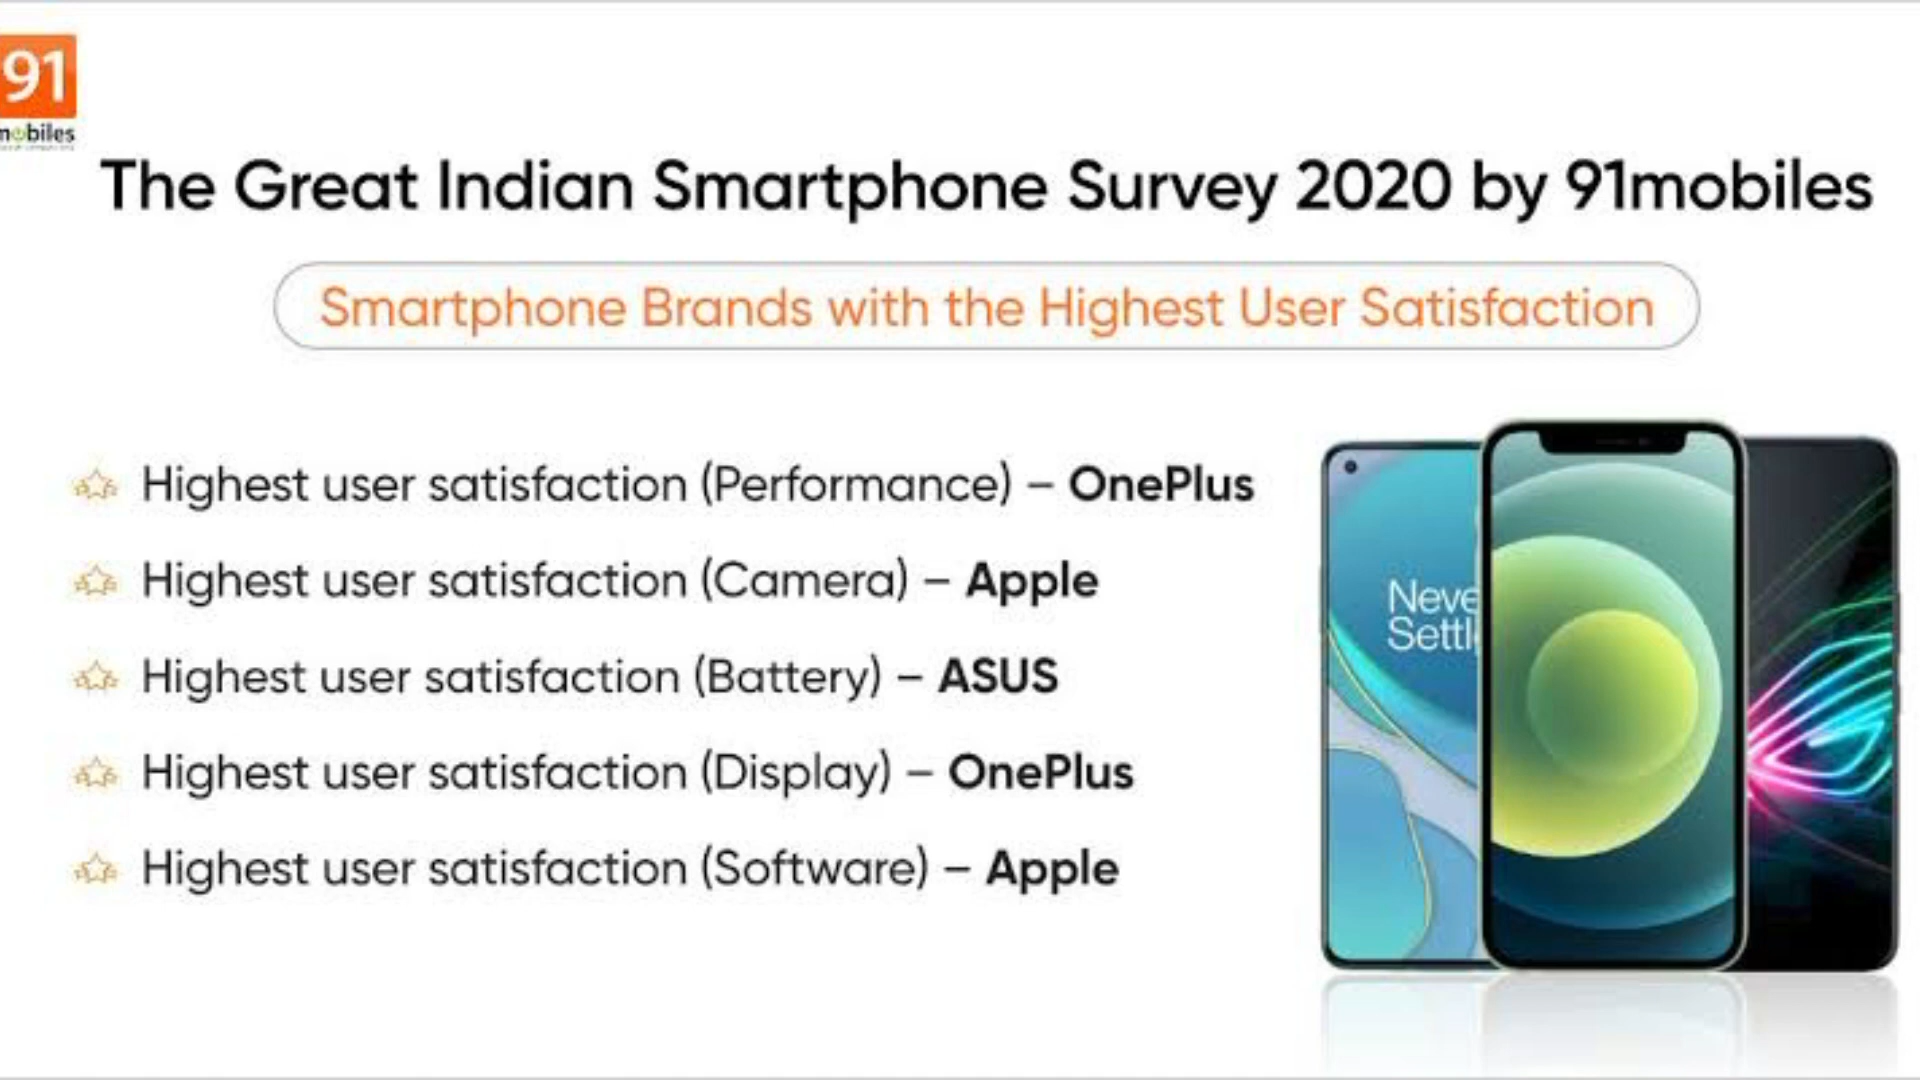 91
mobiles
The Great Indian Smartphone Survey 2020 by 91mobiles
Smartphone Brands with the Highest User Satisfaction
Highest user satisfaction (Performance) – OnePlus
Highest user satisfaction (Camera) – Apple
Highest user satisfaction (Battery) – ASUS
Highest user satisfaction (Display) – OnePlus
Highest user satisfaction (Software) – Apple
Neve
Settl